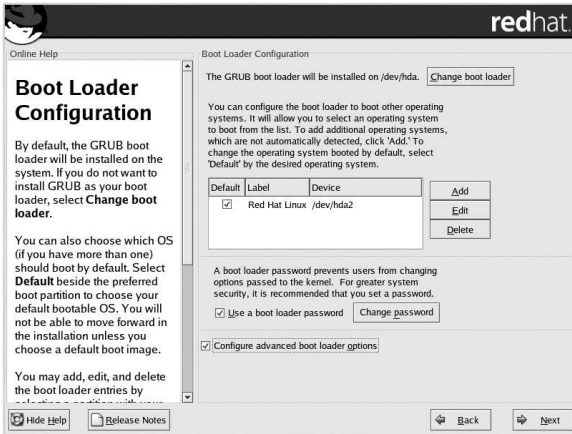 redhat.
Online Help
Boot Loader
Configuration
By default, the GRUB boot
loader will be installed on the
system. If you do not want to
install GRUB as your boot
loader, select Change boot
loader.
You can also choose which OS
(if you have more than one)
should boot by default. Select
Default beside the preferred
boot partition to choose your
default bootable OS. You will
not be able to move forward in
the installation unless you
choose a default boot image.
You may add, edit, and delete
the boot loader entries by
Boot Loader Configuration
The GRUB boot loader will be installed on /dev/hda. Change boot loader
You can configure the boot loader to boot other operating
systems. It will allow you to select an operating system
to boot from the list. To add additional operating systems,
which are not automatically detected, click 'Add.' To
change the operating system booted by default, select
'Default' by the desired operating system.
Default Label Device
Red Hat Linux /dev/hda2
Add
Edit
Delete
A boot loader password prevents users from changing
options passed to the kernel. For greater system
security, it is recommended that you set a password.
Use a boot loader password Change password
Configure advanced boot loader options
Hide Help Release Notes Back Next